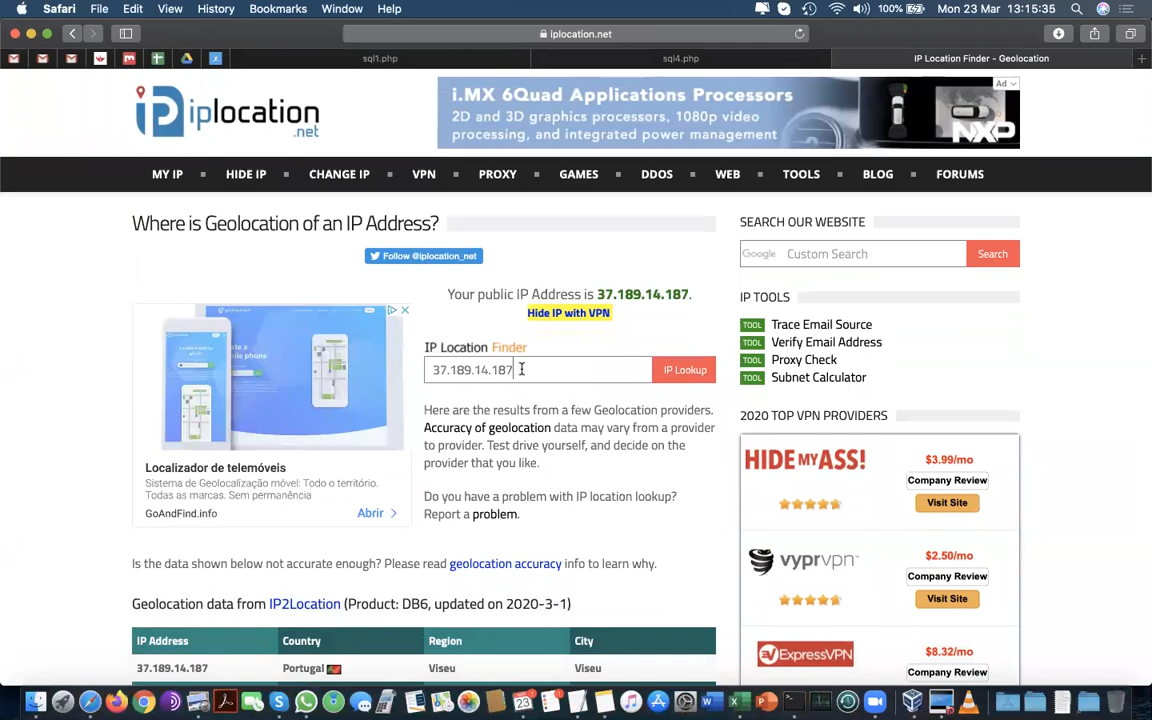 Safari File Edit View History Bookmarks Window Help 100% Mon 23 Mar 13:15:35
iplocation.net
sql1.php sql4.php IP Location Finder - Geolocation
iplocation
.net
i.MX 6Quad Applications Processors
2D and 3D graphics processors, 1080p video
processing, and integrated power management
Ad
NXP
MY IP HIDE IP CHANGE IP VPN PROXY GAMES DDOS WEB TOOLS BLOG FORUMS
Where is Geolocation of an IP Address?
Follow @iplocation_net
Your public IP Address is 37.189.14.187.
Hide IP with VPN
IP Location Finder
37.189.14.187 IP Lookup
Here are the results from a few Geolocation providers.
Accuracy of geolocation data may vary from a provider
to provider. Test drive yourself, and decide on the
provider that you like.
Do you have a problem with IP location lookup?
Report a problem.
Localizador de telemóveis
Sistema de Geolocalização móvel: Todo o território.
Todas as marcas. Sem permanência
GoAndFind.info Abrir
Is the data shown below not accurate enough? Please read geolocation accuracy info to learn why.
Geolocation data from IP2Location (Product: DB6, updated on 2020-3-1)
IP Address Country Region City
37.189.14.187 Portugal Viseu Viseu
SEARCH OUR WEBSITE
Google Custom Search Search
IP TOOLS
TOOL Trace Email Source
TOOL Verify Email Address
TOOL Proxy Check
TOOL Subnet Calculator
2020 TOP VPN PROVIDERS
HIDE MY ASS!
$3.99/mo
Company Review
Visit Site
vyprvpn
$2.50/mo
Company Review
Visit Site
ExpressVPN
$8.32/mo
Company Review